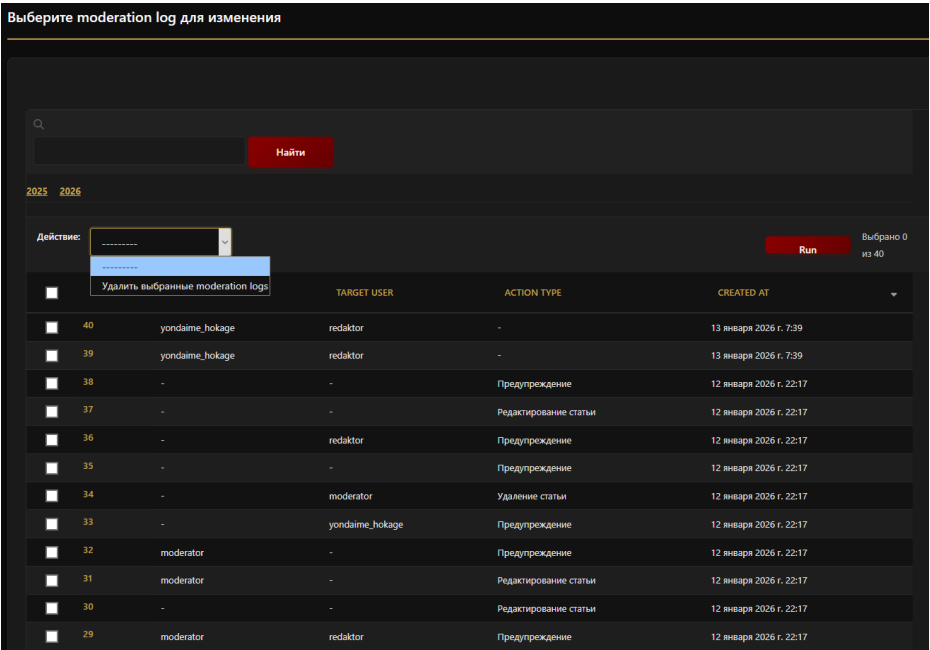 Выберите moderation log для изменения
Найти
2025 2026
Действие: --------- Run Выбрано 0 из 40
---------
Удалить выбранные moderation logs
TARGET USER ACTION TYPE CREATED AT
40 yondaime_hokage redaktor - 13 января 2026 г. 7:39
39 yondaime_hokage redaktor - 13 января 2026 г. 7:39
38 - - Предупреждение 12 января 2026 г. 22:17
37 - - Редактирование статьи 12 января 2026 г. 22:17
36 - redaktor Предупреждение 12 января 2026 г. 22:17
35 - - Предупреждение 12 января 2026 г. 22:17
34 - moderator Удаление статьи 12 января 2026 г. 22:17
33 - yondaime_hokage Предупреждение 12 января 2026 г. 22:17
32 moderator - Предупреждение 12 января 2026 г. 22:17
31 moderator - Редактирование статьи 12 января 2026 г. 22:17
30 - - Редактирование статьи 12 января 2026 г. 22:17
29 moderator redaktor Предупреждение 12 января 2026 г. 22:17